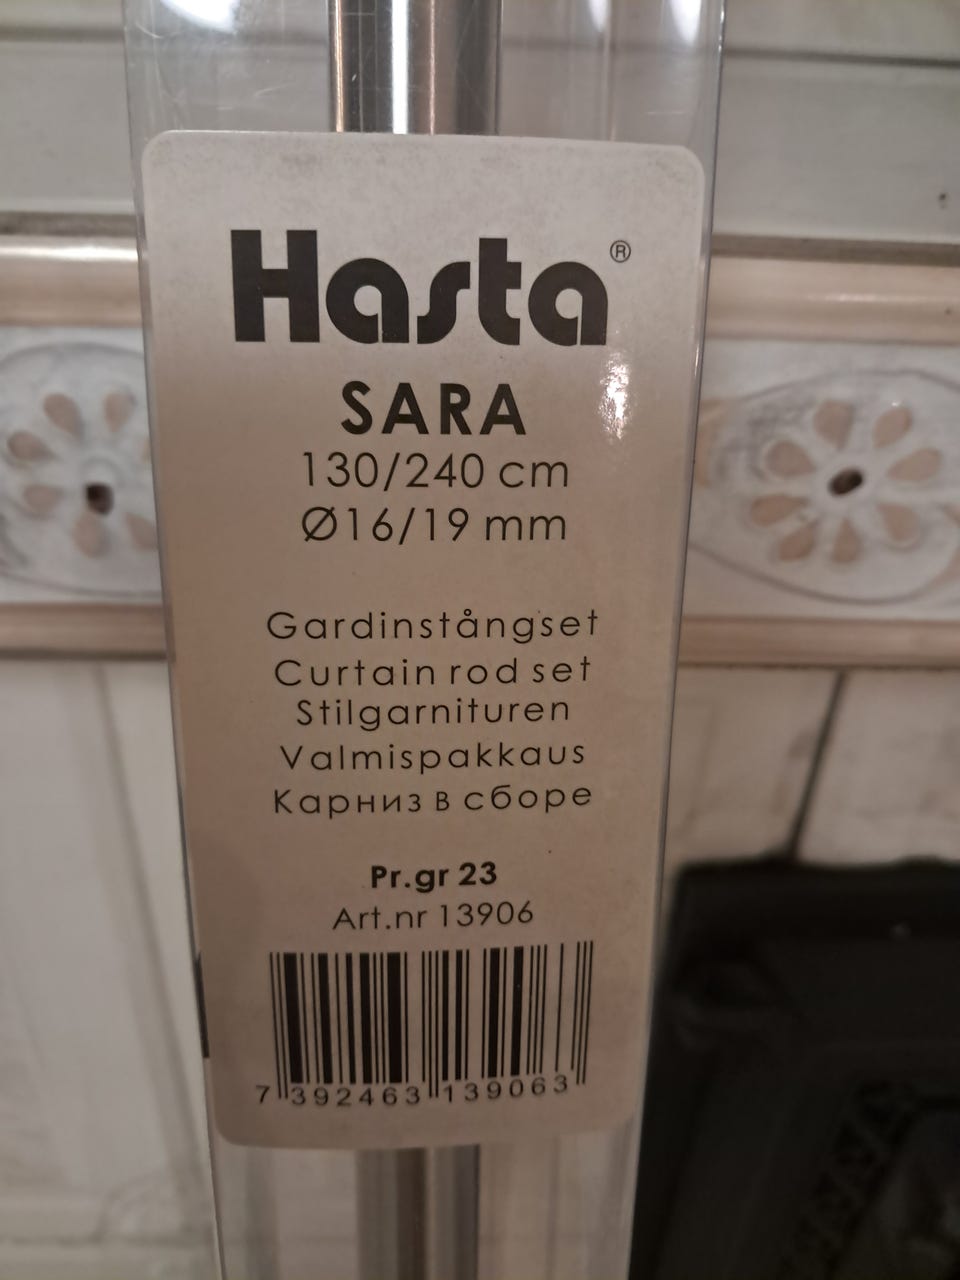 Hasta®
SARA
130/240 cm
Ø16/19 mm
Gardinstångset
Curtain rod set
Stilgarnituren
Valmispakkaus
Карниз в сборе
Pr.gr 23
Art.nr 13906
7 392463 139063